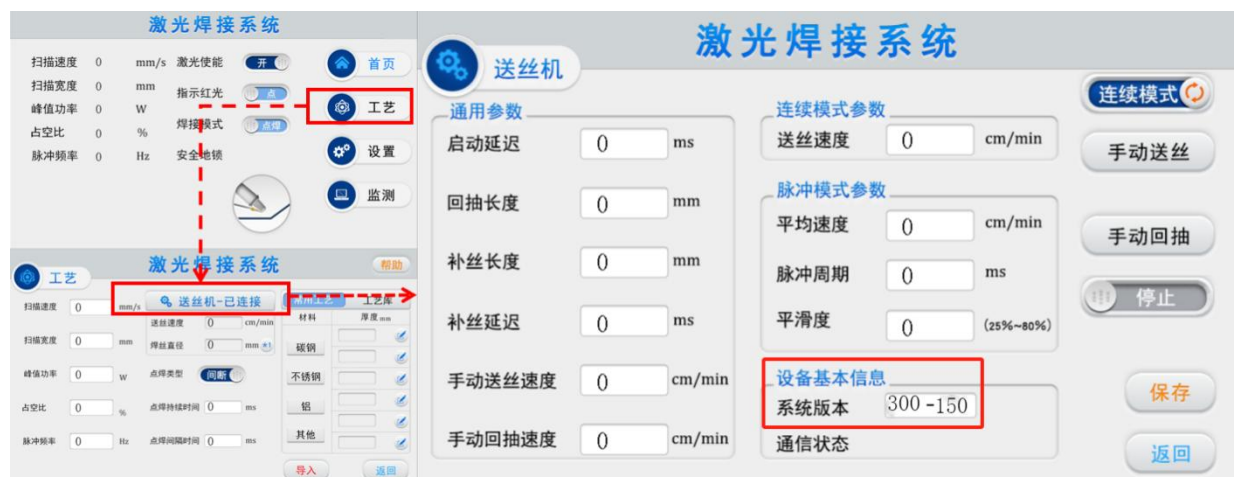 激光焊接系统
扫描速度 0 mm/s 激光使能 开
首页
扫描宽度 0 mm
指示红光 点
峰值功率 0 W
工艺
焊接模式 点焊
占空比 0 %
脉冲频率 0 Hz 安全地锁
设置
监测
工艺
激光焊接系统
帮助
送丝机-已连接
常用工艺 工艺库
扫描速度 0 mm/s
送丝速度 0 cm/min
材料 厚度mm
扫描宽度 0 mm
焊丝直径 0 mm *1
碳钢
峰值功率 0 W
点焊类型 间断
不锈钢
占空比 0 %
点焊持续时间 0 ms
铝
脉冲频率 0 Hz
点焊间隔时间 0 ms
其他
导入 返回
激光焊接系统
送丝机
连续模式
通用参数
启动延迟 0 ms
回抽长度 0 mm
补丝长度 0 mm
补丝延迟 0 ms
手动送丝速度 0 cm/min
手动回抽速度 0 cm/min
连续模式参数
送丝速度 0 cm/min
脉冲模式参数
平均速度 0 cm/min
脉冲周期 0 ms
平滑度 0 (25%~80%)
设备基本信息
系统版本 300 -150
通信状态
手动送丝
手动回抽
停止
保存
返回